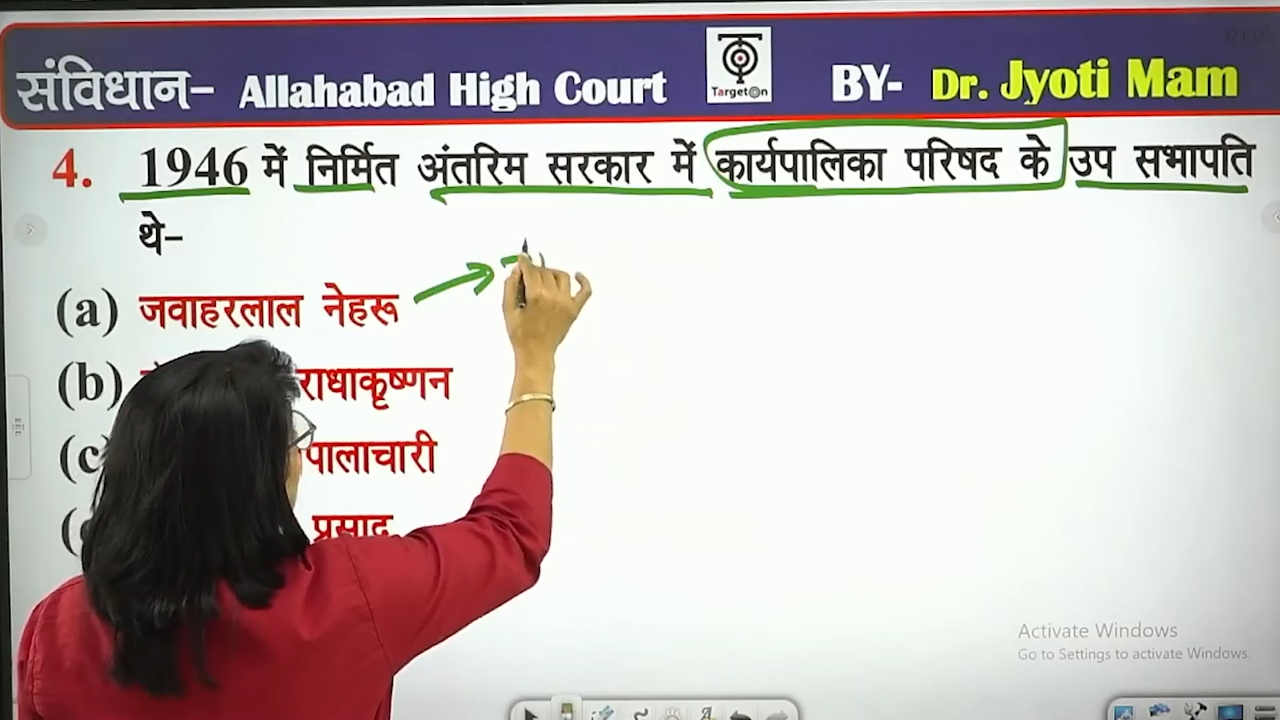 संविधान– Allahabad High Court TargetOn BY- Dr. Jyoti Mam
4. 1946 में निर्मित अंतरिम सरकार में कार्यपालिका परिषद के उप सभापति
थे–
(a) जवाहरलाल नेहरू
(b) राधाकृष्णन
(c पालाचारी
( प्रसाद
Activate Windows
Go to Settings to activate Windows.